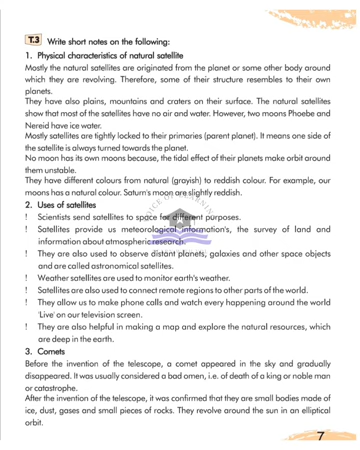 T.3 Write short notes on the following:
1. Physical characteristics of natural satellite
Mostly the natural satellites are originated from the planet or some other body around
which they are revolving. Therefore, some of their structure resembles to their own
planets.
They have also plains, mountains and craters on their surface. The natural satellites
show that most of the satellites have no air and water. However, two moons Phoebe and
Nereid have ice water.
Mostly satellites are tightly locked to their primaries (parent planet). It means one side of
the satellite is always turned towards the planet.
No moon has its own moons because, the tidal effect of their planets make orbit around
them unstable.
They have different colours from natural (grayish) to reddish colour. For example, our
moons has a natural colour. Saturn's moon are slightly reddish.
2. Uses of satellites
! Scientists send satellites to space for different purposes.
! Satellites provide us meteorological information's, the survey of land and
information about atmospheric research.
! They are also used to observe distant planets, galaxies and other space objects
and are called astronomical satellites.
! Weather satellites are used to monitor earth's weather.
! Satellites are also used to connect remote regions to other parts of the world.
! They allow us to make phone calls and watch every happening around the world
'Live' on our television screen.
! They are also helpful in making a map and explore the natural resources, which
are deep in the earth.
3. Comets
Before the invention of the telescope, a comet appeared in the sky and gradually
disappeared. It was usually considered a bad omen, i.e. of death of a king or noble man
or catastrophe.
After the invention of the telescope, it was confirmed that they are small bodies made of
ice, dust, gases and small pieces of rocks. They revolve around the sun in an elliptical
orbit.
7